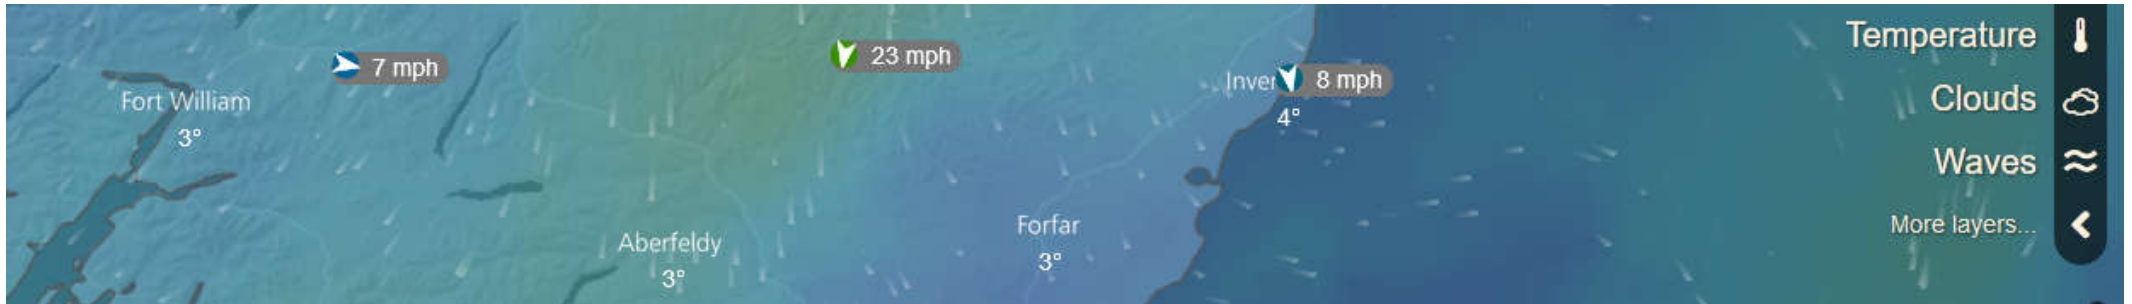 Temperature
23 mph
7 mph
8 mph
Inver
Clouds
Fort William
4°
3°
Waves
Forfar
More layers...
Aberfeldy
3°
3°